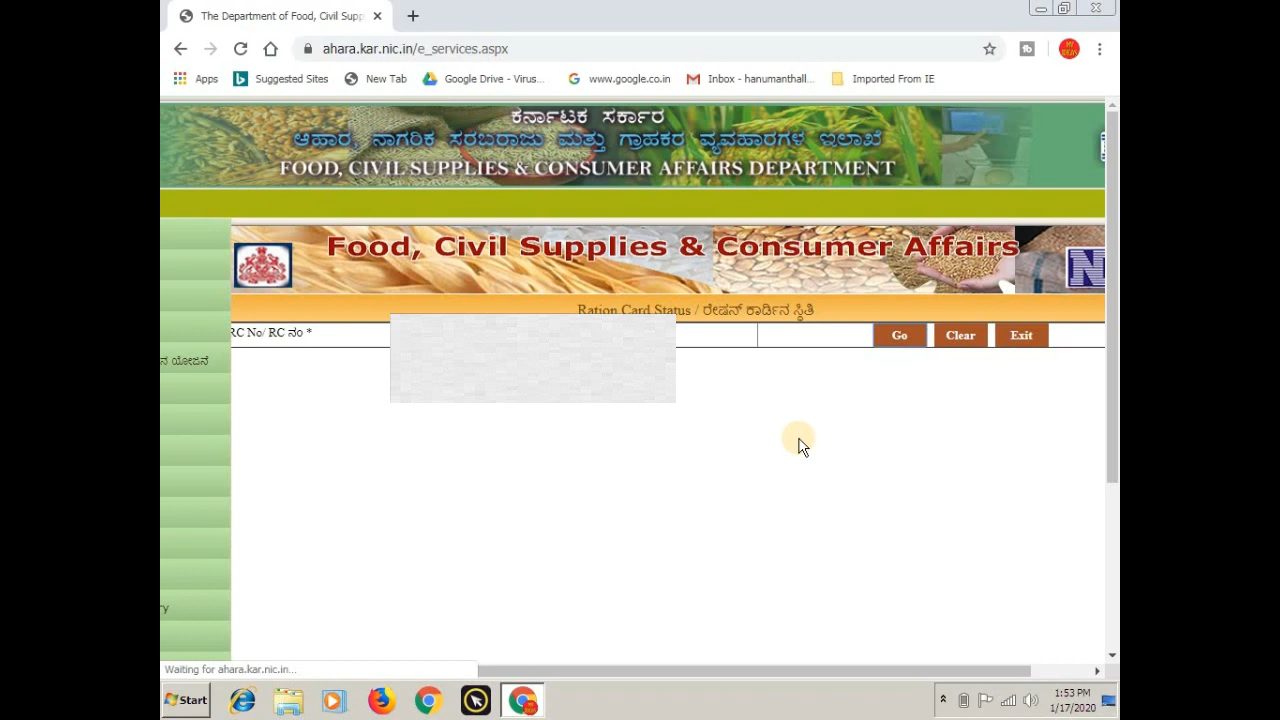 The Department of Food, Civil Supp
ahara.kar.nic.in/e_services.aspx
Apps
Suggested Sites
New Tab
Google Drive - Virus...
www.google.co.in
Inbox - hanumanthall...
Imported From IE
ಕರ್ನಾಟಕ ಸರ್ಕಾರ
ಆಹಾರ, ನಾಗರಿಕ ಸರಬರಾಜು ಮತ್ತು ಗ್ರಾಹಕರ ವ್ಯವಹಾರಗಳ ಇಲಾಖೆ
FOOD, CIVIL SUPPLIES & CONSUMER AFFAIRS DEPARTMENT
Food, Civil Supplies & Consumer Affairs
Ration Card Status / ರೇಷನ್ ಕಾರ್ಡಿನ ಸ್ಥಿತಿ
RC No/ RC ನಂ *
Go
Clear
Exit
ನ ಯೋಜನೆ
ry
Waiting for ahara.kar.nic.in...
Start
1:53 PM
1/17/2020